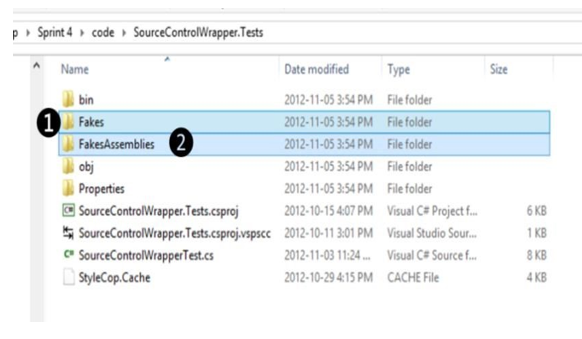 p ▸ Sprint 4 ▸ code ▸ SourceControlWrapper.Tests
Name Date modified Type Size
bin 2012-11-05 3:54 PM File folder
1 Fakes 2012-11-05 3:54 PM File folder
FakesAssemblies 2 2012-11-05 3:54 PM File folder
obj 2012-11-05 3:54 PM File folder
Properties 2012-11-05 3:54 PM File folder
SourceControlWrapper.Tests.csproj 2012-10-15 4:07 PM Visual C# Project f... 6 KB
SourceControlWrapper.Tests.csproj.vspscc 2012-10-11 3:01 PM Visual Studio Sour... 1 KB
SourceControlWrapperTest.cs 2012-11-03 11:24 ... Visual C# Source f... 8 KB
StyleCop.Cache 2012-10-29 4:15 PM CACHE File 4 KB